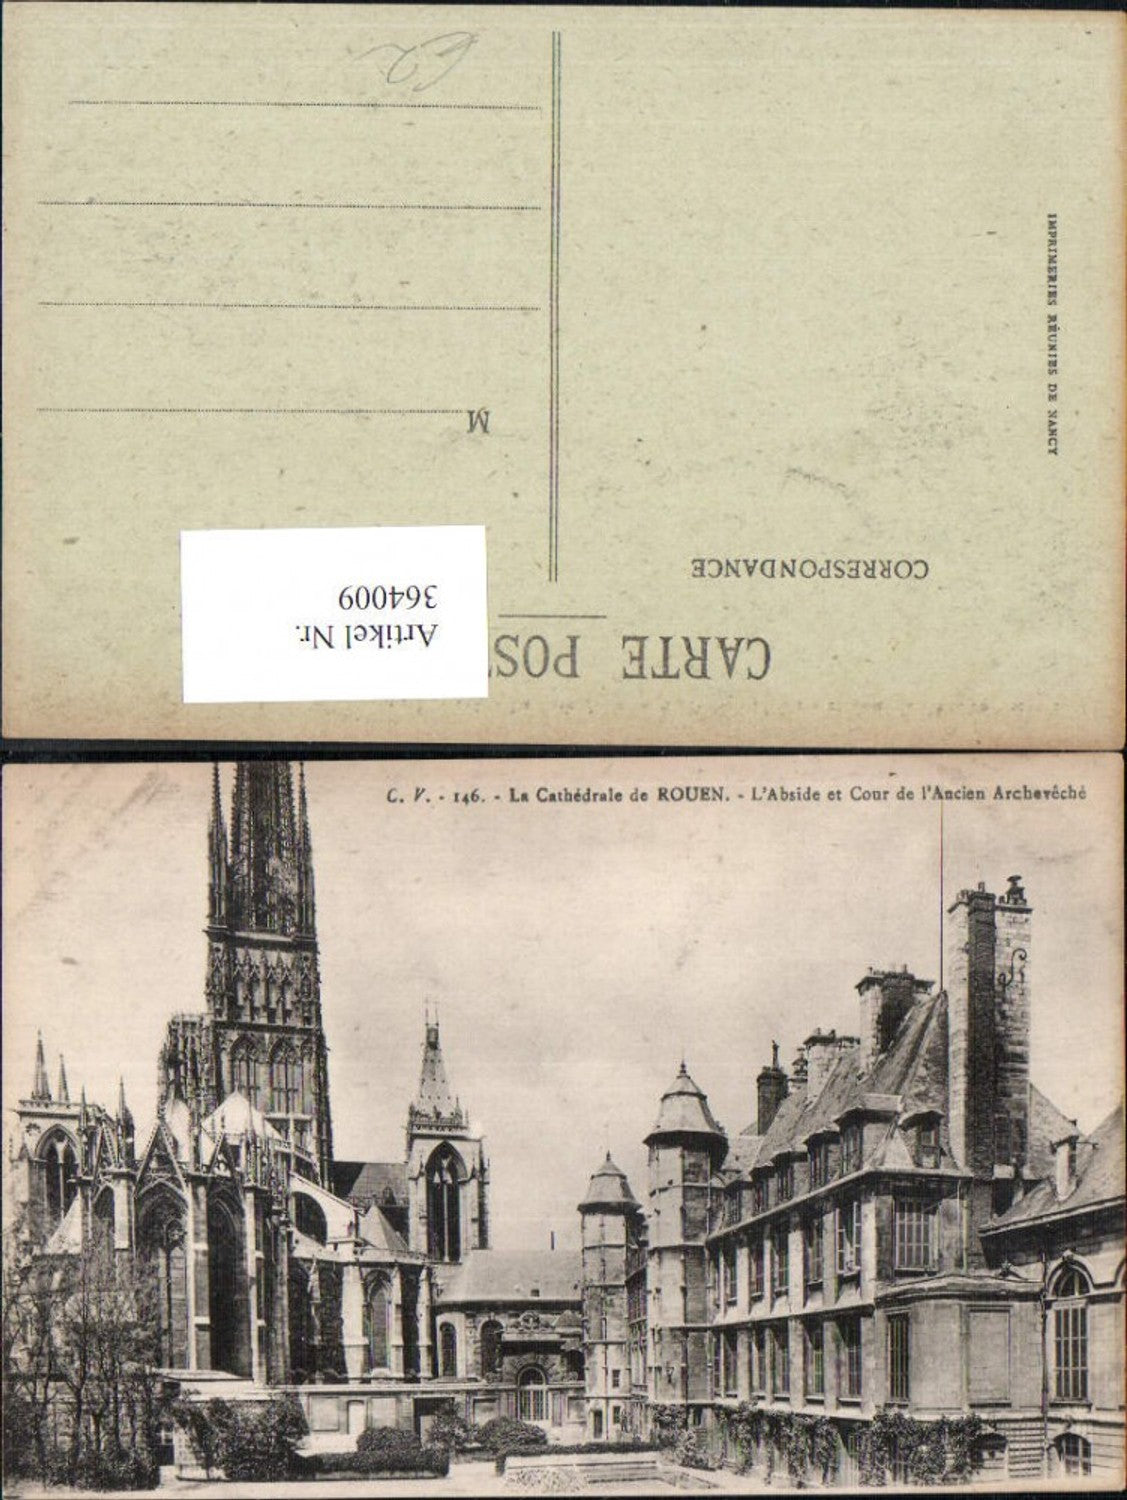 CARTE POST
CORRESPONDANCE
M
IMPRIMERIES RÉUNIES DE NANCY
Artikel Nr.
364009
C. V. - 146. - La Cathédrale de ROUEN. - L'Abside et Cour de l'Ancien Archevêché